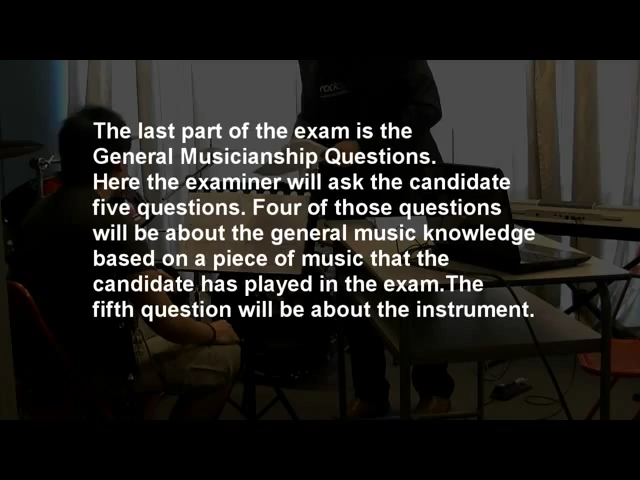 The last part of the exam is the
General Musicianship Questions.
Here the examiner will ask the candidate
five questions. Four of those questions
will be about the general music knowledge
based on a piece of music that the
candidate has played in the exam.The
fifth question will be about the instrument.